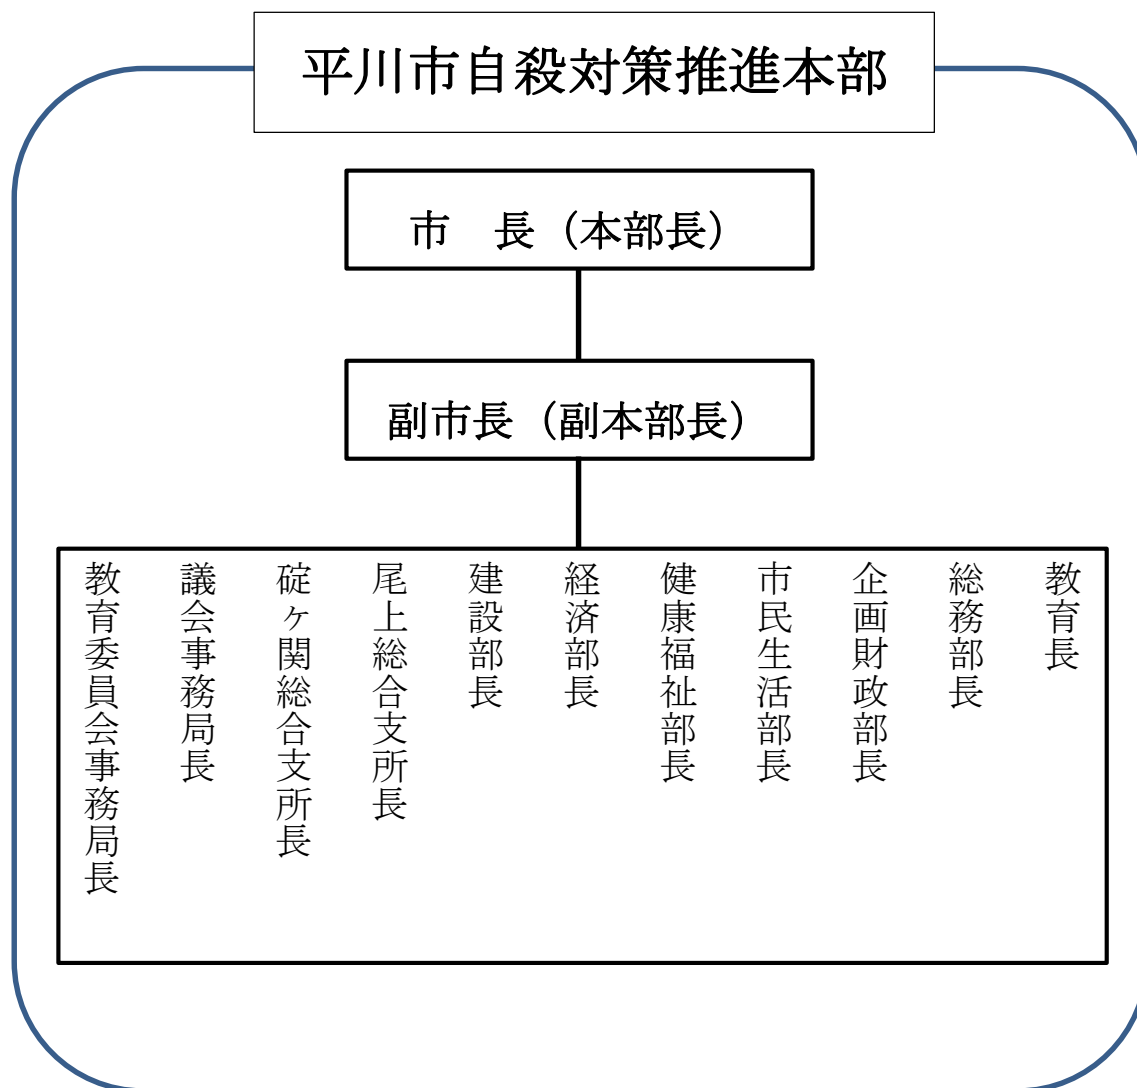 平川市自殺対策推進本部
市　長（本部長）
副市長（副本部長）
教育長
総務部長
企画財政部長
市民生活部長
健康福祉部長
経済部長
建設部長
尾上総合支所長
碇ヶ関総合支所長
議会事務局長
教育委員会事務局長